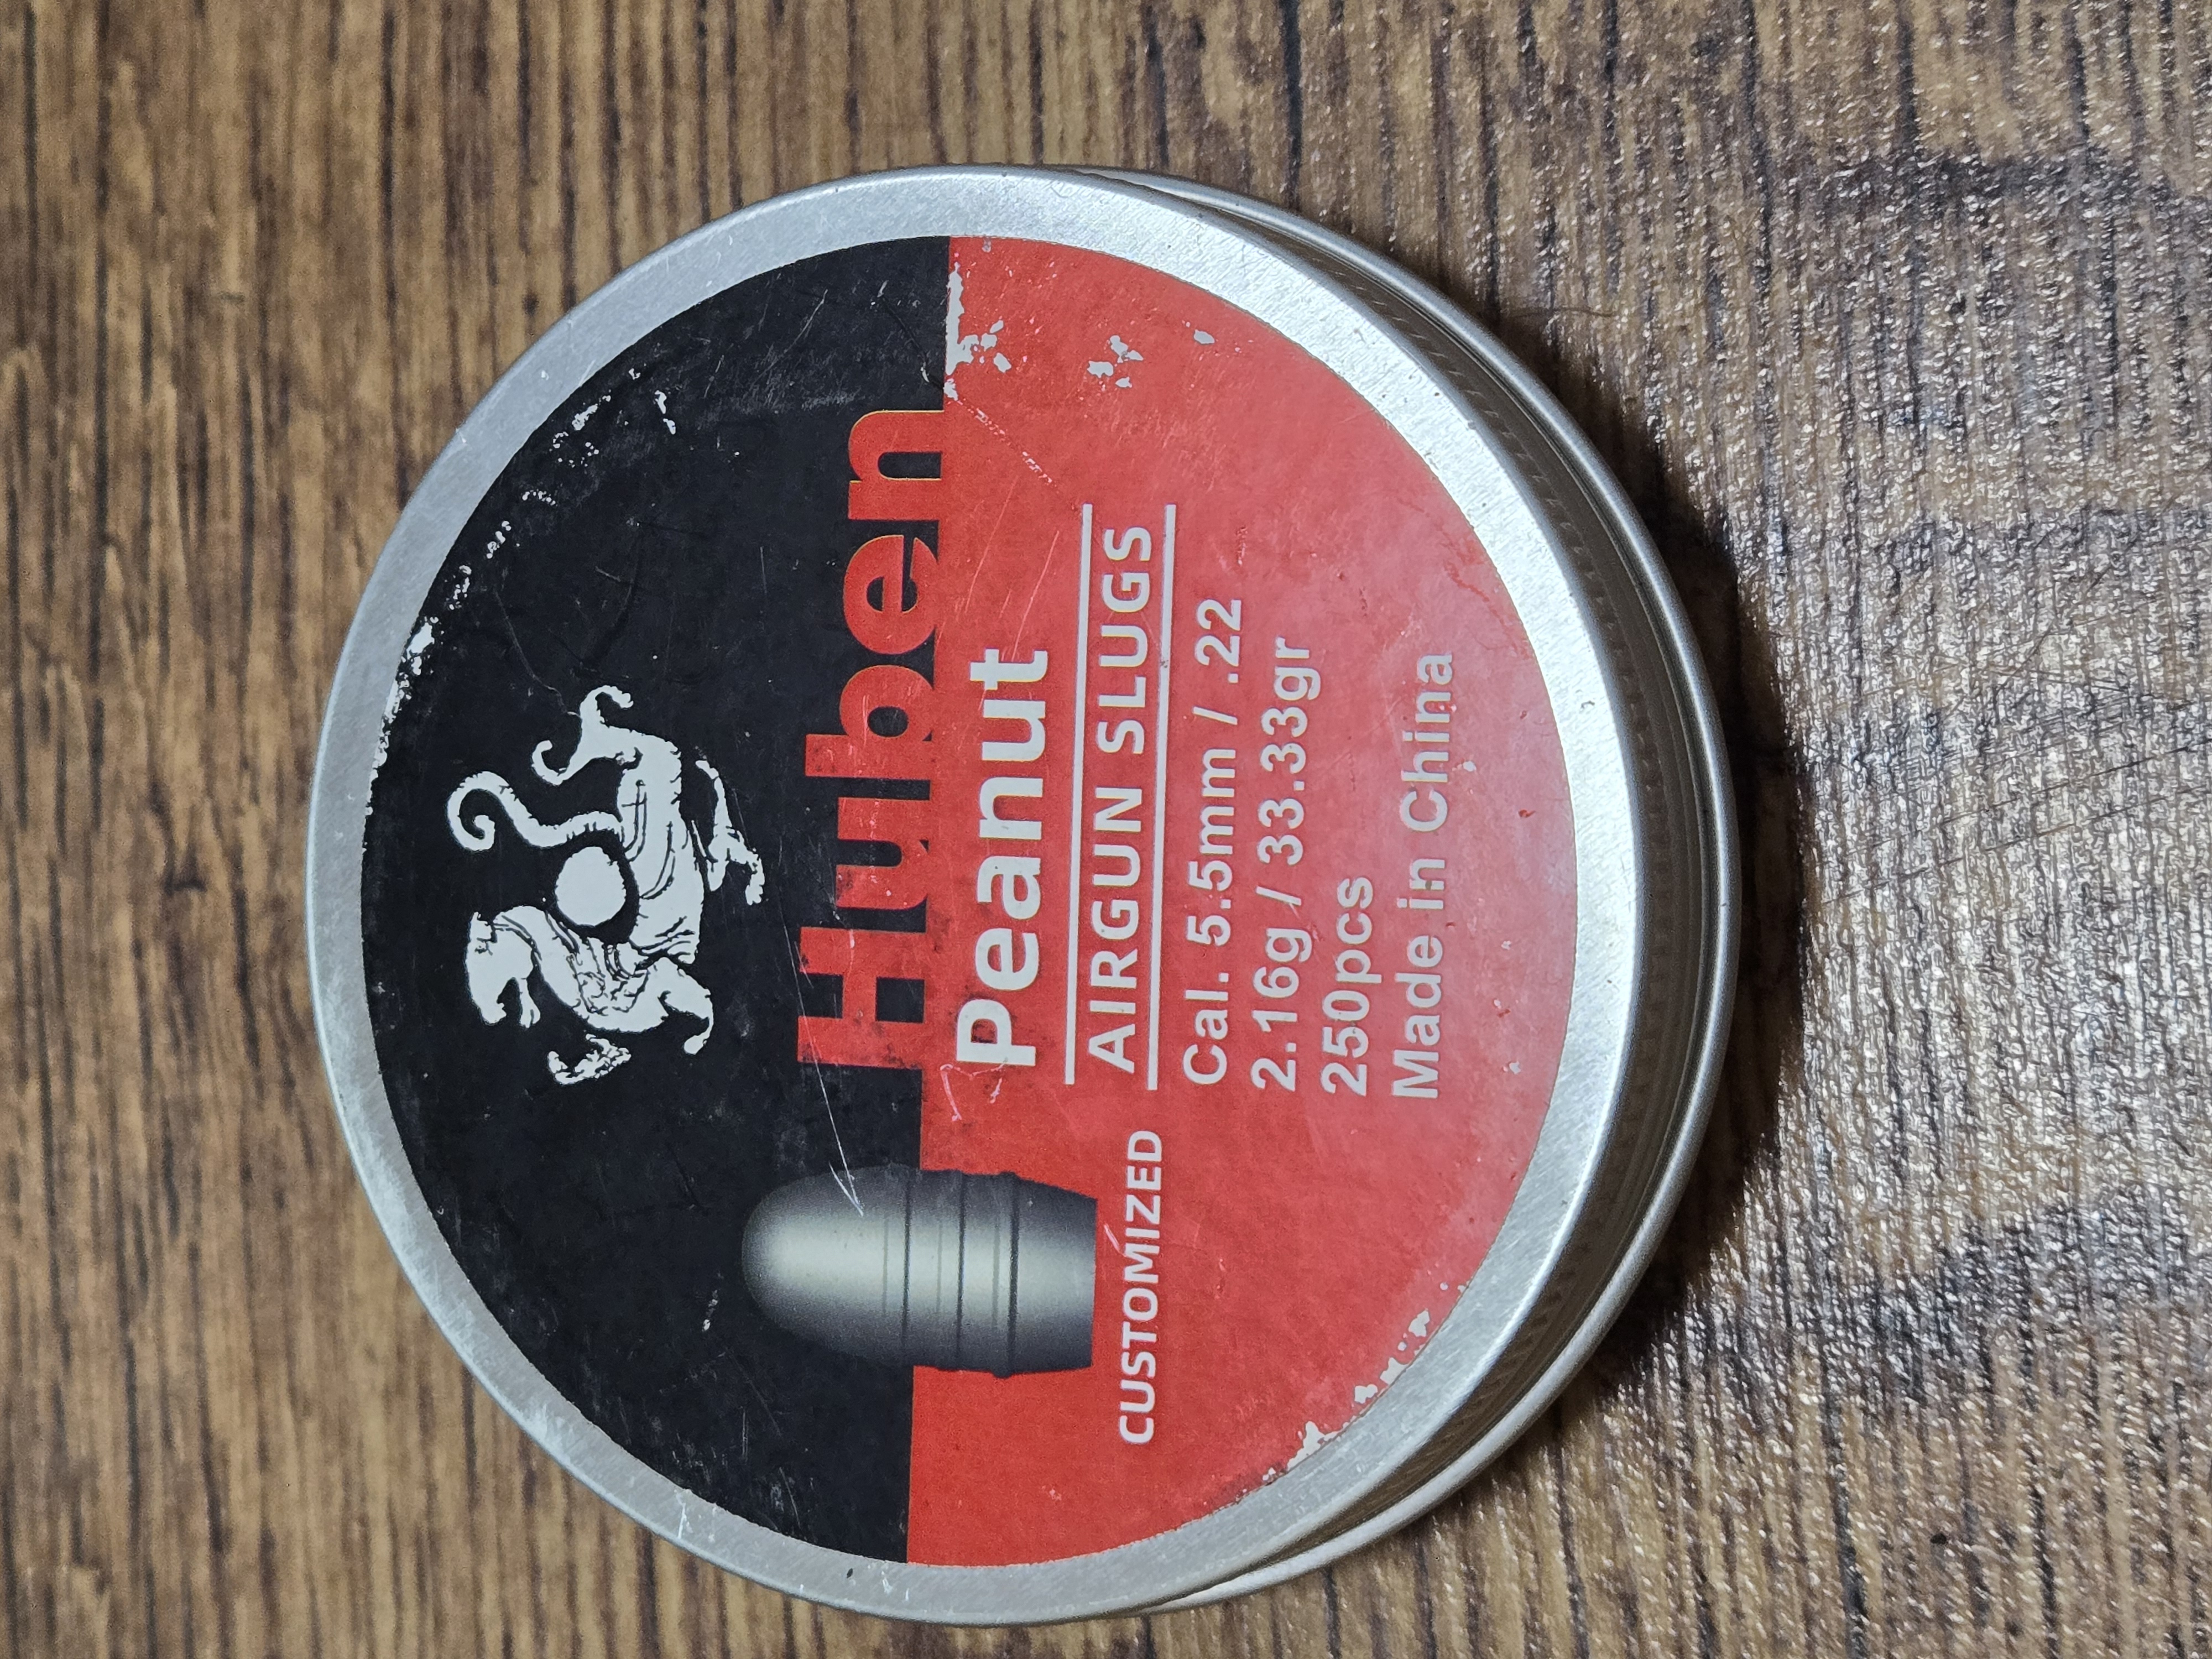 Huben
Peanut
AIRGUN SLUGS
CUSTOMIZED
Cal. 5.5mm / .22
2.16g / 33.33gr
250pcs
Made in China